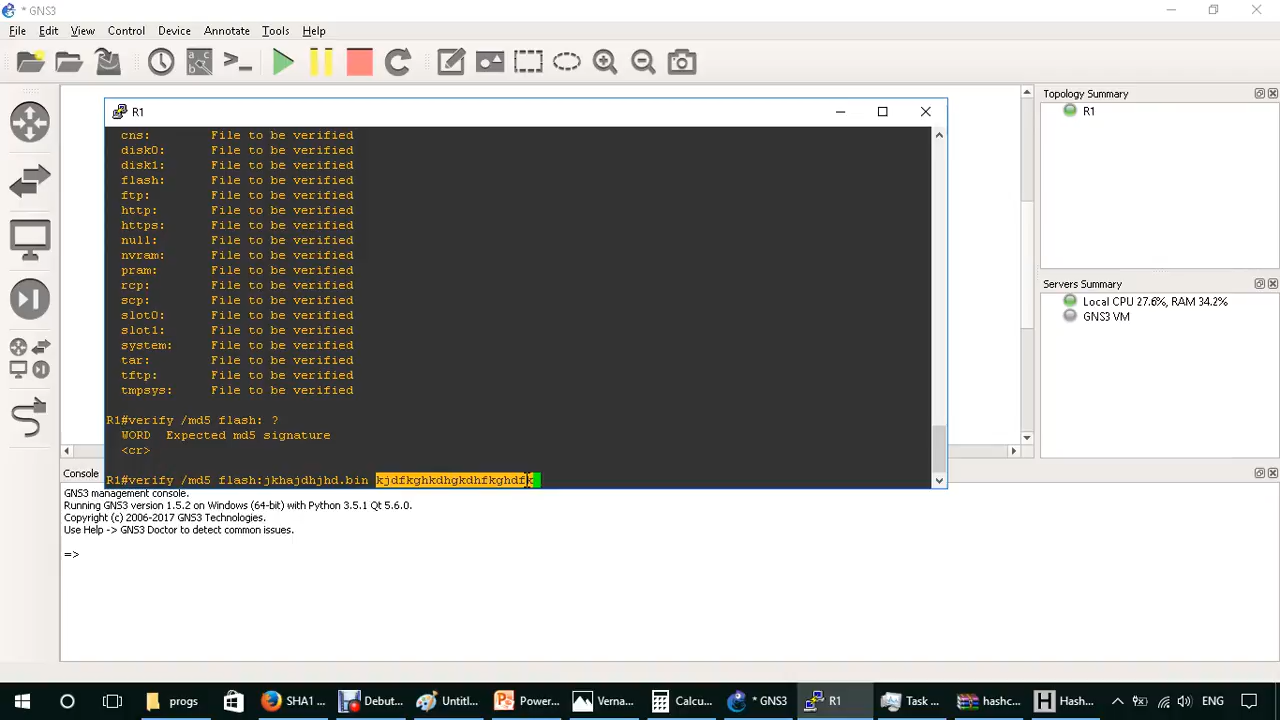 * GNS3
File Edit View Control Device Annotate Tools Help
R1
cns: File to be verified
disk0: File to be verified
disk1: File to be verified
flash: File to be verified
ftp: File to be verified
http: File to be verified
https: File to be verified
null: File to be verified
nvram: File to be verified
pram: File to be verified
rcp: File to be verified
scp: File to be verified
slot0: File to be verified
slot1: File to be verified
system: File to be verified
tar: File to be verified
tftp: File to be verified
tmpsys: File to be verified
R1#verify /md5 flash: ?
WORD Expected md5 signature
<cr>
R1#verify /md5 flash:jkhajdhjhd.bin kjdfkghkdhgkdhfkghdfk
Topology Summary
R1
Servers Summary
Local CPU 27.6%, RAM 34.2%
GNS3 VM
Console
GNS3 management console.
Running GNS3 version 1.5.2 on Windows (64-bit) with Python 3.5.1 Qt 5.6.0.
Copyright (c) 2006-2017 GNS3 Technologies.
Use Help -> GNS3 Doctor to detect common issues.
=>
progs SHA1 ... Debut... Untitl... Power... Verna... Calcu... * GNS3 R1 Task ... hashc... Hash... ENG